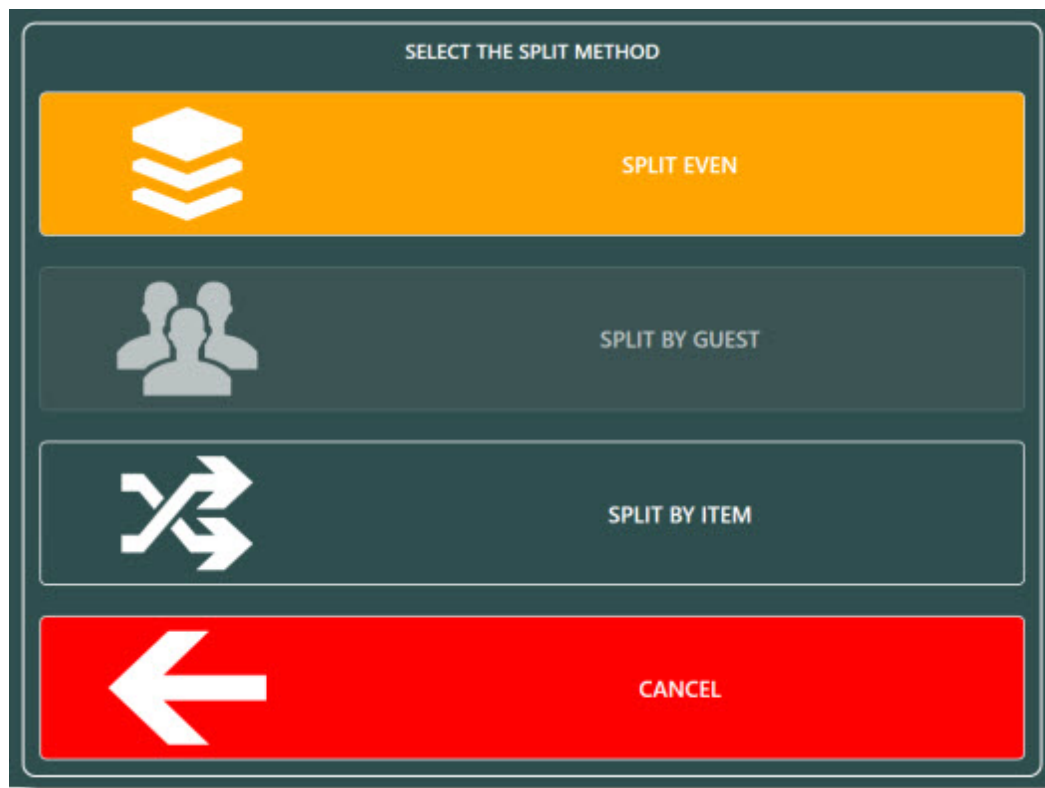 SELECT THE SPLIT METHOD
SPLIT EVEN
SPLIT BY GUEST
SPLIT BY ITEM
CANCEL